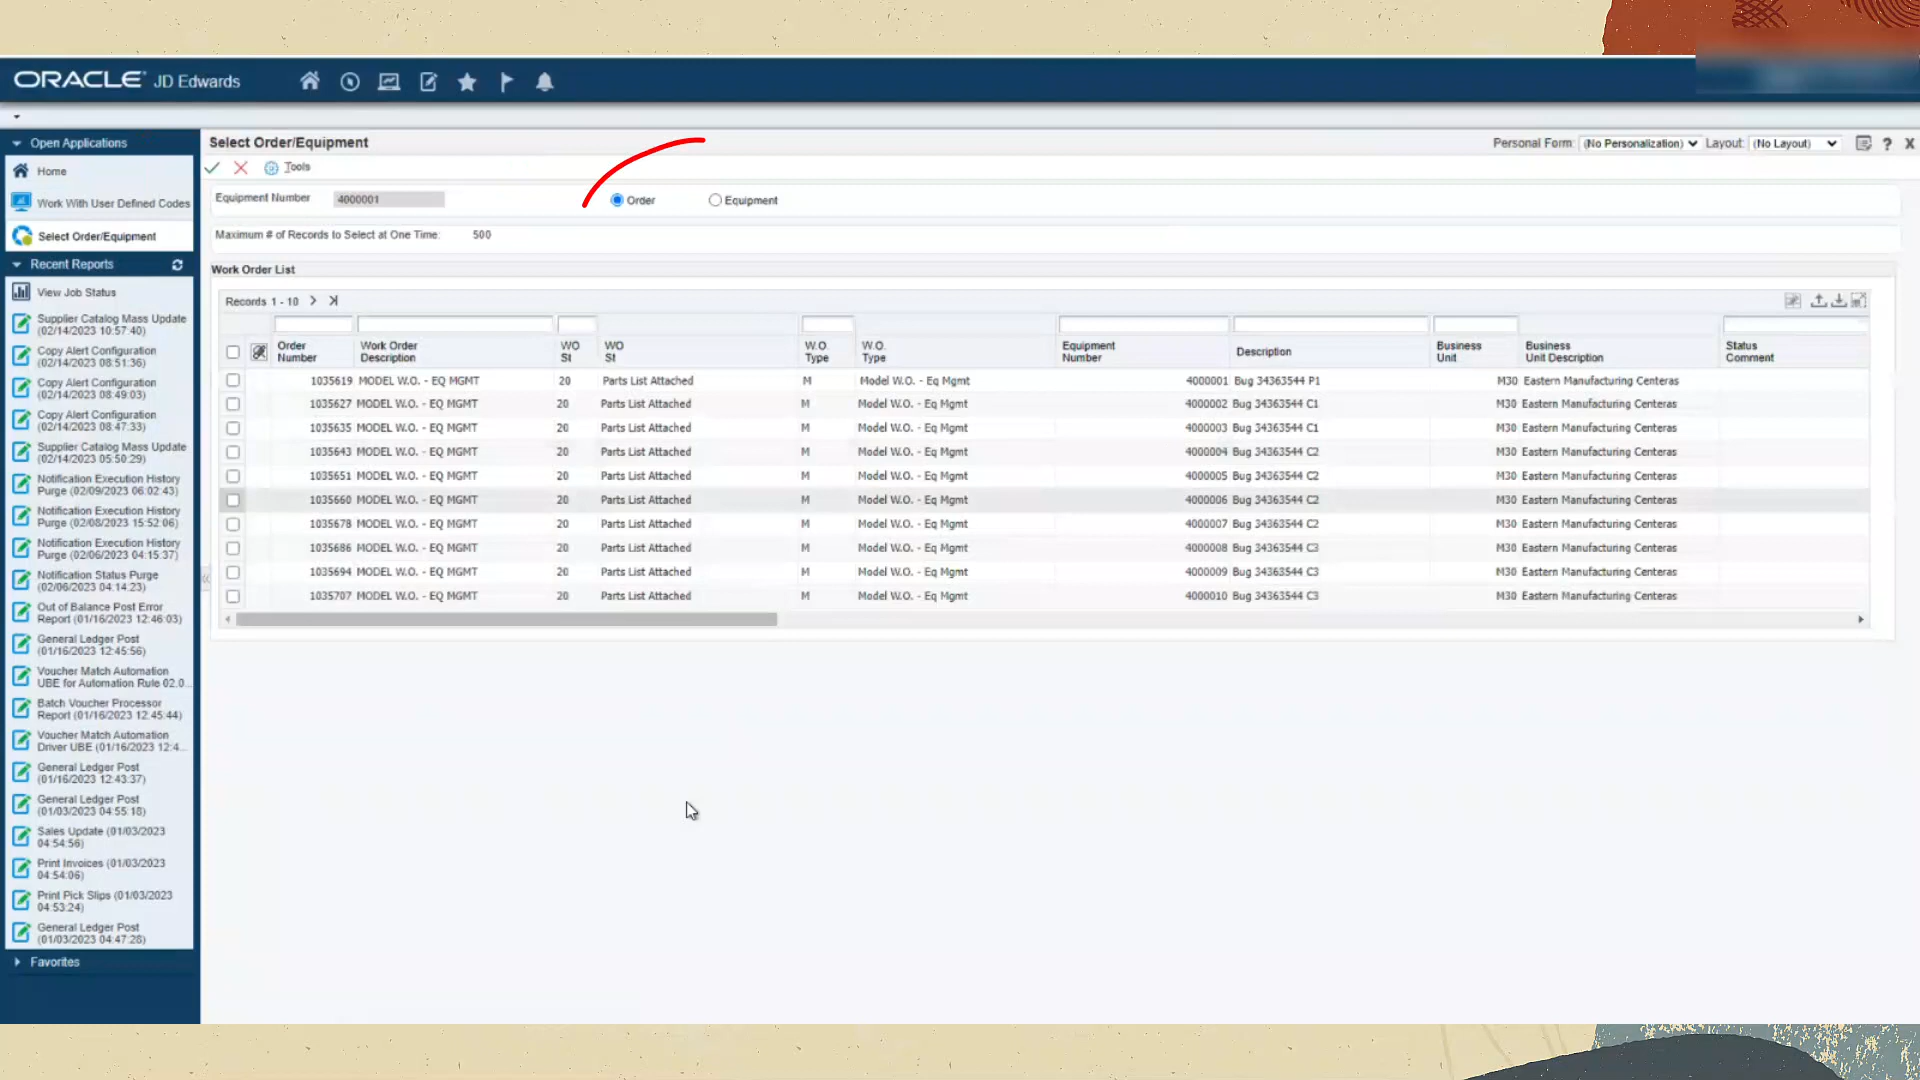 ORACLE JD Edwards
Open Applications
Home
Work With User Defined Codes
Select Order/Equipment
Recent Reports
View Job Status
Supplier Catalog Mass Update
(02/14/2023 10:57:40)
Copy Alert Configuration
(02/14/2023 08:51:36)
Copy Alert Configuration
(02/14/2023 08:49:03)
Copy Alert Configuration
(02/14/2023 08:47:33)
Supplier Catalog Mass Update
(02/14/2023 05:50:29)
Notification Execution History
Purge (02/09/2023 06:02:43)
Notification Execution History
Purge (02/08/2023 15:52:06)
Notification Execution History
Purge (02/06/2023 04:15:37)
Notification Status Purge
(02/06/2023 04:14:23)
Out of Balance Post Error
Report (01/16/2023 12:46:03)
General Ledger Post
(01/16/2023 12:45:56)
Voucher Match Automation
UBE for Automation Rule 02.0...
Batch Voucher Processor
Report (01/16/2023 12:45:44)
Voucher Match Automation
Driver UBE (01/16/2023 12:4...
General Ledger Post
(01/16/2023 12:43:37)
General Ledger Post
(01/03/2023 04:55:18)
Sales Update (01/03/2023
04:54:56)
Print Invoices (01/03/2023
04:54:06)
Print Pick Slips (01/03/2023
04:53:24)
General Ledger Post
(01/03/2023 04:47:28)
Favorites
Select Order/Equipment
Personal Form: (No Personalization) Layout: (No Layout) ? X
Tools
Equipment Number 4000001 Order Equipment
Maximum # of Records to Select at One Time: 500
Work Order List
Records 1 - 10
Order Number Work Order Description WO St WO St W.O. Type W.O. Type Equipment Number Description Business Unit Business Unit Description Status Comment
1035619 MODEL W.O. - EQ MGMT 20 Parts List Attached M Model W.O. - Eq Mgmt 4000001 Bug 34363544 P1 M30 Eastern Manufacturing Centeras
1035627 MODEL W.O. - EQ MGMT 20 Parts List Attached M Model W.O. - Eq Mgmt 4000002 Bug 34363544 C1 M30 Eastern Manufacturing Centeras
1035635 MODEL W.O. - EQ MGMT 20 Parts List Attached M Model W.O. - Eq Mgmt 4000003 Bug 34363544 C1 M30 Eastern Manufacturing Centeras
1035643 MODEL W.O. - EQ MGMT 20 Parts List Attached M Model W.O. - Eq Mgmt 4000004 Bug 34363544 C2 M30 Eastern Manufacturing Centeras
1035651 MODEL W.O. - EQ MGMT 20 Parts List Attached M Model W.O. - Eq Mgmt 4000005 Bug 34363544 C2 M30 Eastern Manufacturing Centeras
1035660 MODEL W.O. - EQ MGMT 20 Parts List Attached M Model W.O. - Eq Mgmt 4000006 Bug 34363544 C2 M30 Eastern Manufacturing Centeras
1035678 MODEL W.O. - EQ MGMT 20 Parts List Attached M Model W.O. - Eq Mgmt 4000007 Bug 34363544 C2 M30 Eastern Manufacturing Centeras
1035686 MODEL W.O. - EQ MGMT 20 Parts List Attached M Model W.O. - Eq Mgmt 4000008 Bug 34363544 C3 M30 Eastern Manufacturing Centeras
1035694 MODEL W.O. - EQ MGMT 20 Parts List Attached M Model W.O. - Eq Mgmt 4000009 Bug 34363544 C3 M30 Eastern Manufacturing Centeras
1035707 MODEL W.O. - EQ MGMT 20 Parts List Attached M Model W.O. - Eq Mgmt 4000010 Bug 34363544 C3 M30 Eastern Manufacturing Centeras